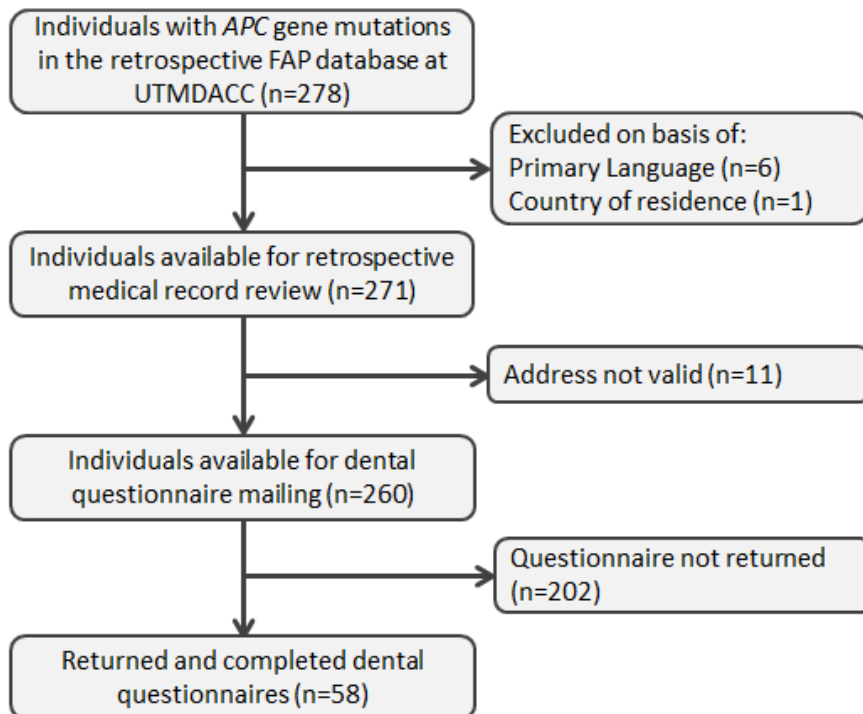 Individuals with APC gene mutations
in the retrospective FAP database at
UTMDACC (n=278)
Excluded on basis of:
Primary Language (n=6)
Country of residence (n=1)
Individuals available for retrospective
medical record review (n=271)
Address not valid (n=11)
Individuals available for dental
questionnaire mailing (n=260)
Questionnaire not returned
(n=202)
Returned and completed dental
questionnaires (n=58)